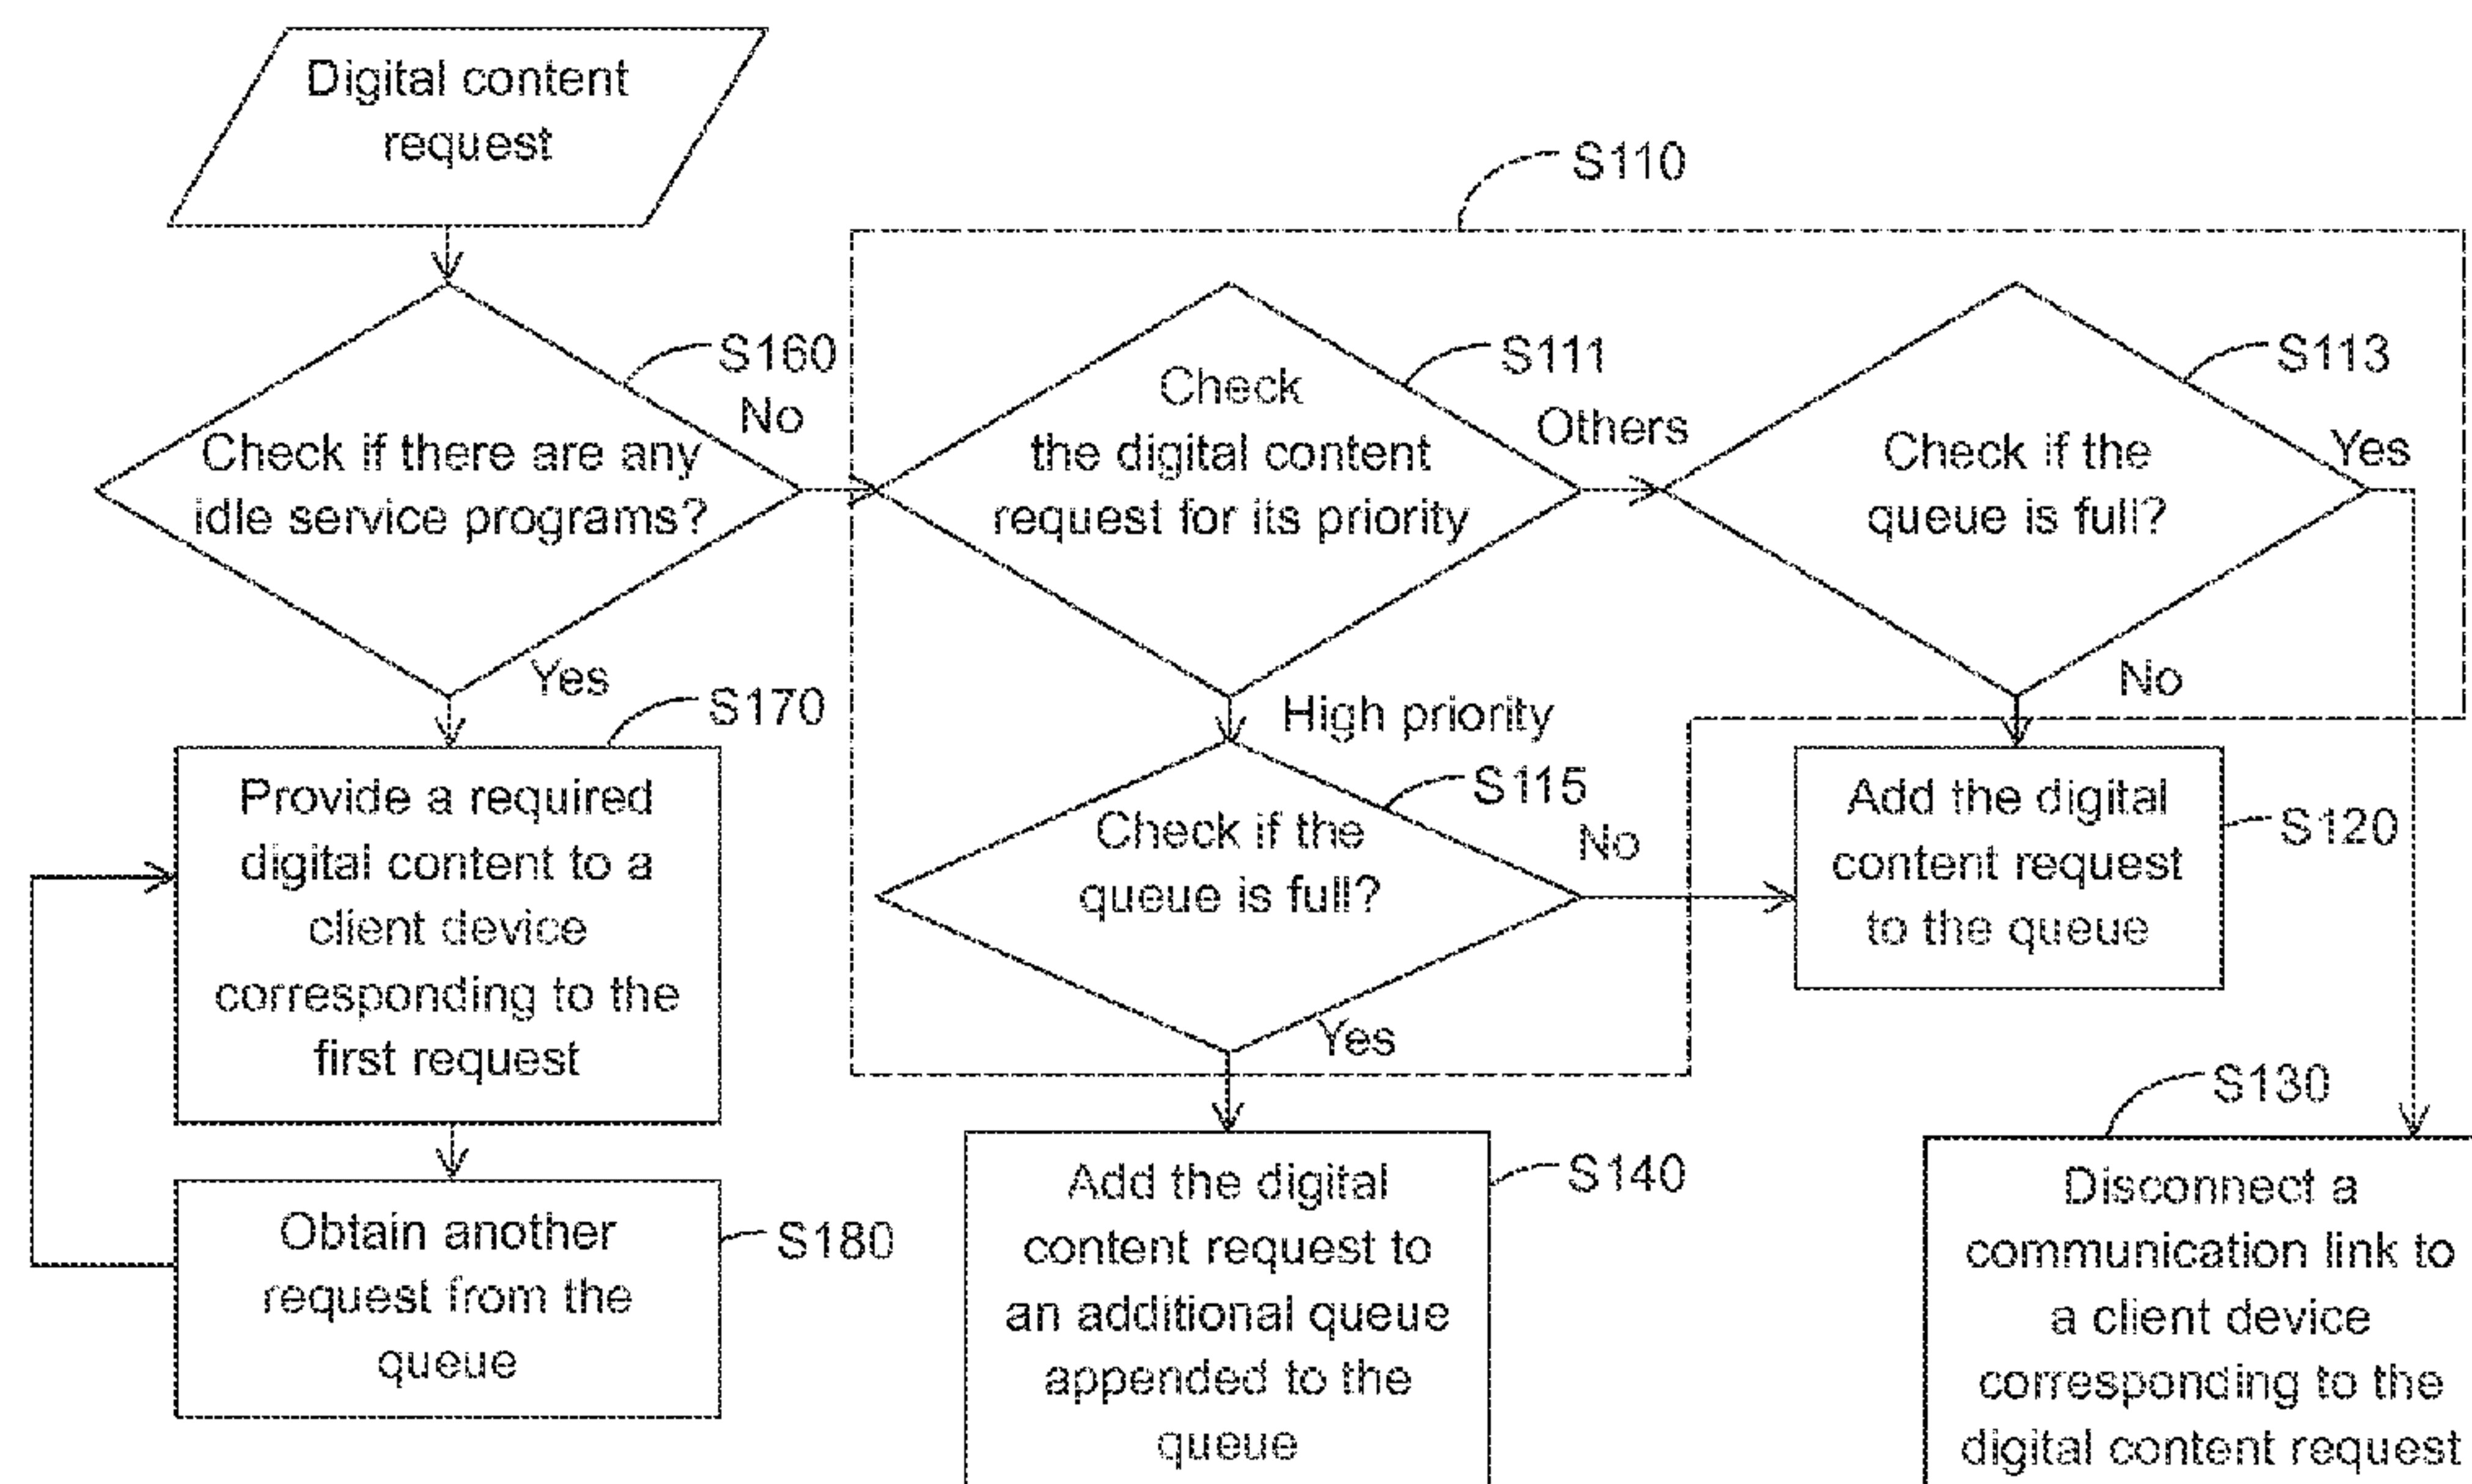 Digital content
request
S110
S160
No
Check if there are any
idle service programs?
Yes
S111
Check
the digital content
request for its priority
Others
High priority
S113
Check if the
queue is full?
Yes
No
S170
Provide a required
digital content to a
client device
corresponding to the
first request
S115
Check if the
queue is full?
No
Yes
Add the digital
content request
to the queue
S120
Obtain another
request from the
queue
S180
Add the digital
content request to
an additional queue
appended to the
queue
S140
S130
Disconnect a
communication link to
a client device
corresponding to the
digital content request